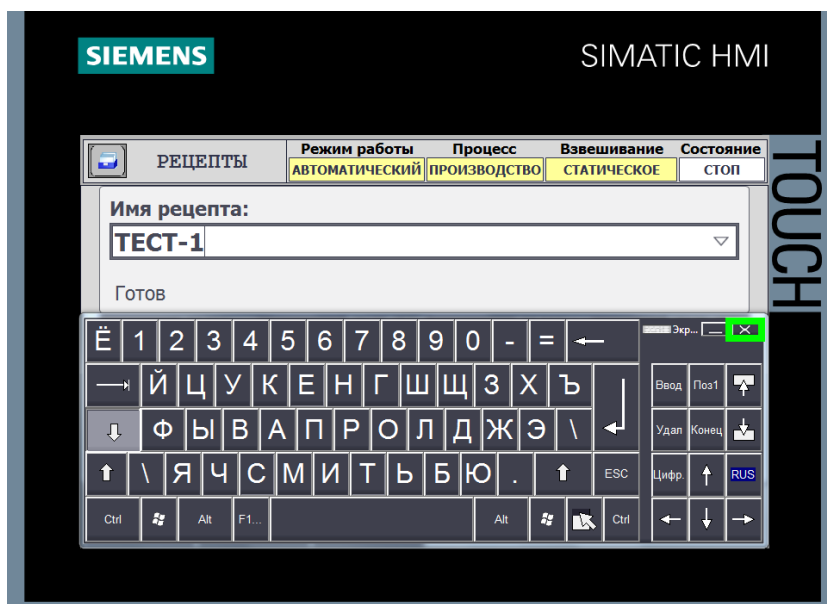 SIEMENS
SIMATIC HMI
TOUCH
РЕЦЕПТЫ
Режим работы Процесс Взвешивание Состояние
АВТОМАТИЧЕСКИЙ ПРОИЗВОДСТВО СТАТИЧЕСКОЕ СТОП
Имя рецепта:
ТЕСТ-1
Готов
Ё 1 2 3 4 5 6 7 8 9 0 - = Экр...
Й Ц У К Е Н Г Ш Щ З Х Ъ Ввод Поз1
Ф Ы В А П Р О Л Д Ж Э \ Удал Конец
\ Я Ч С М И Т Ь Б Ю . ESC Цифр. RUS
Ctrl Alt F1... Alt Ctrl